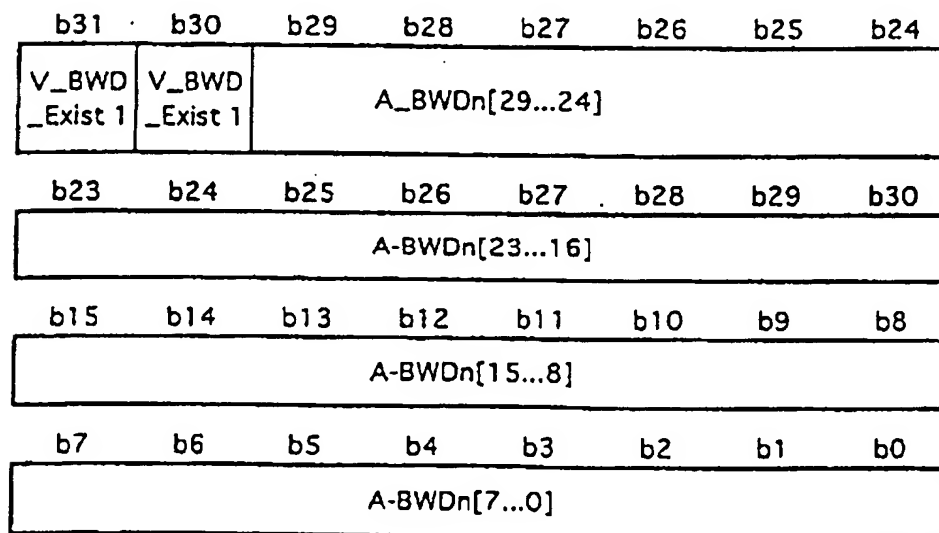 b31 b30 b29 b28 b27 b26 b25 b24
V_BWD V_BWD
_Exist 1 _Exist 1 A_BWDn[29...24]
b23 b24 b25 b26 b27 b28 b29 b30
A-BWDn[23...16]
b15 b14 b13 b12 b11 b10 b9 b8
A-BWDn[15...8]
b7 b6 b5 b4 b3 b2 b1 b0
A-BWDn[7...0]